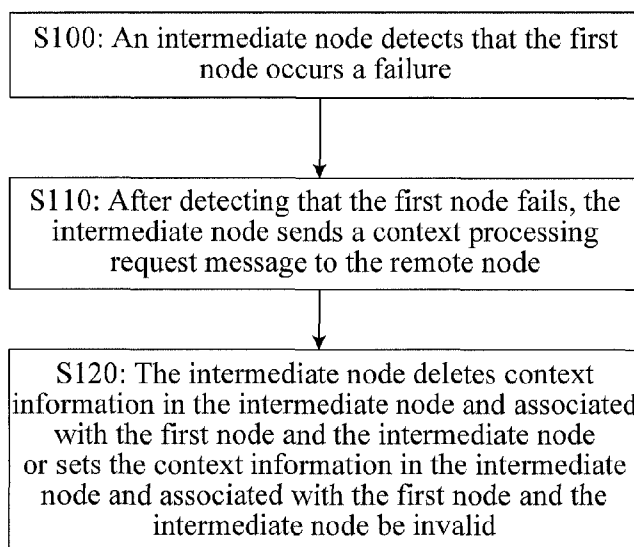 S100: An intermediate node detects that the first
node occurs a failure
S110: After detecting that the first node fails, the
intermediate node sends a context processing
request message to the remote node
S120: The intermediate node deletes context
information in the intermediate node and associated
with the first node and the intermediate node
or sets the context information in the intermediate
node and associated with the first node and the
intermediate node be invalid